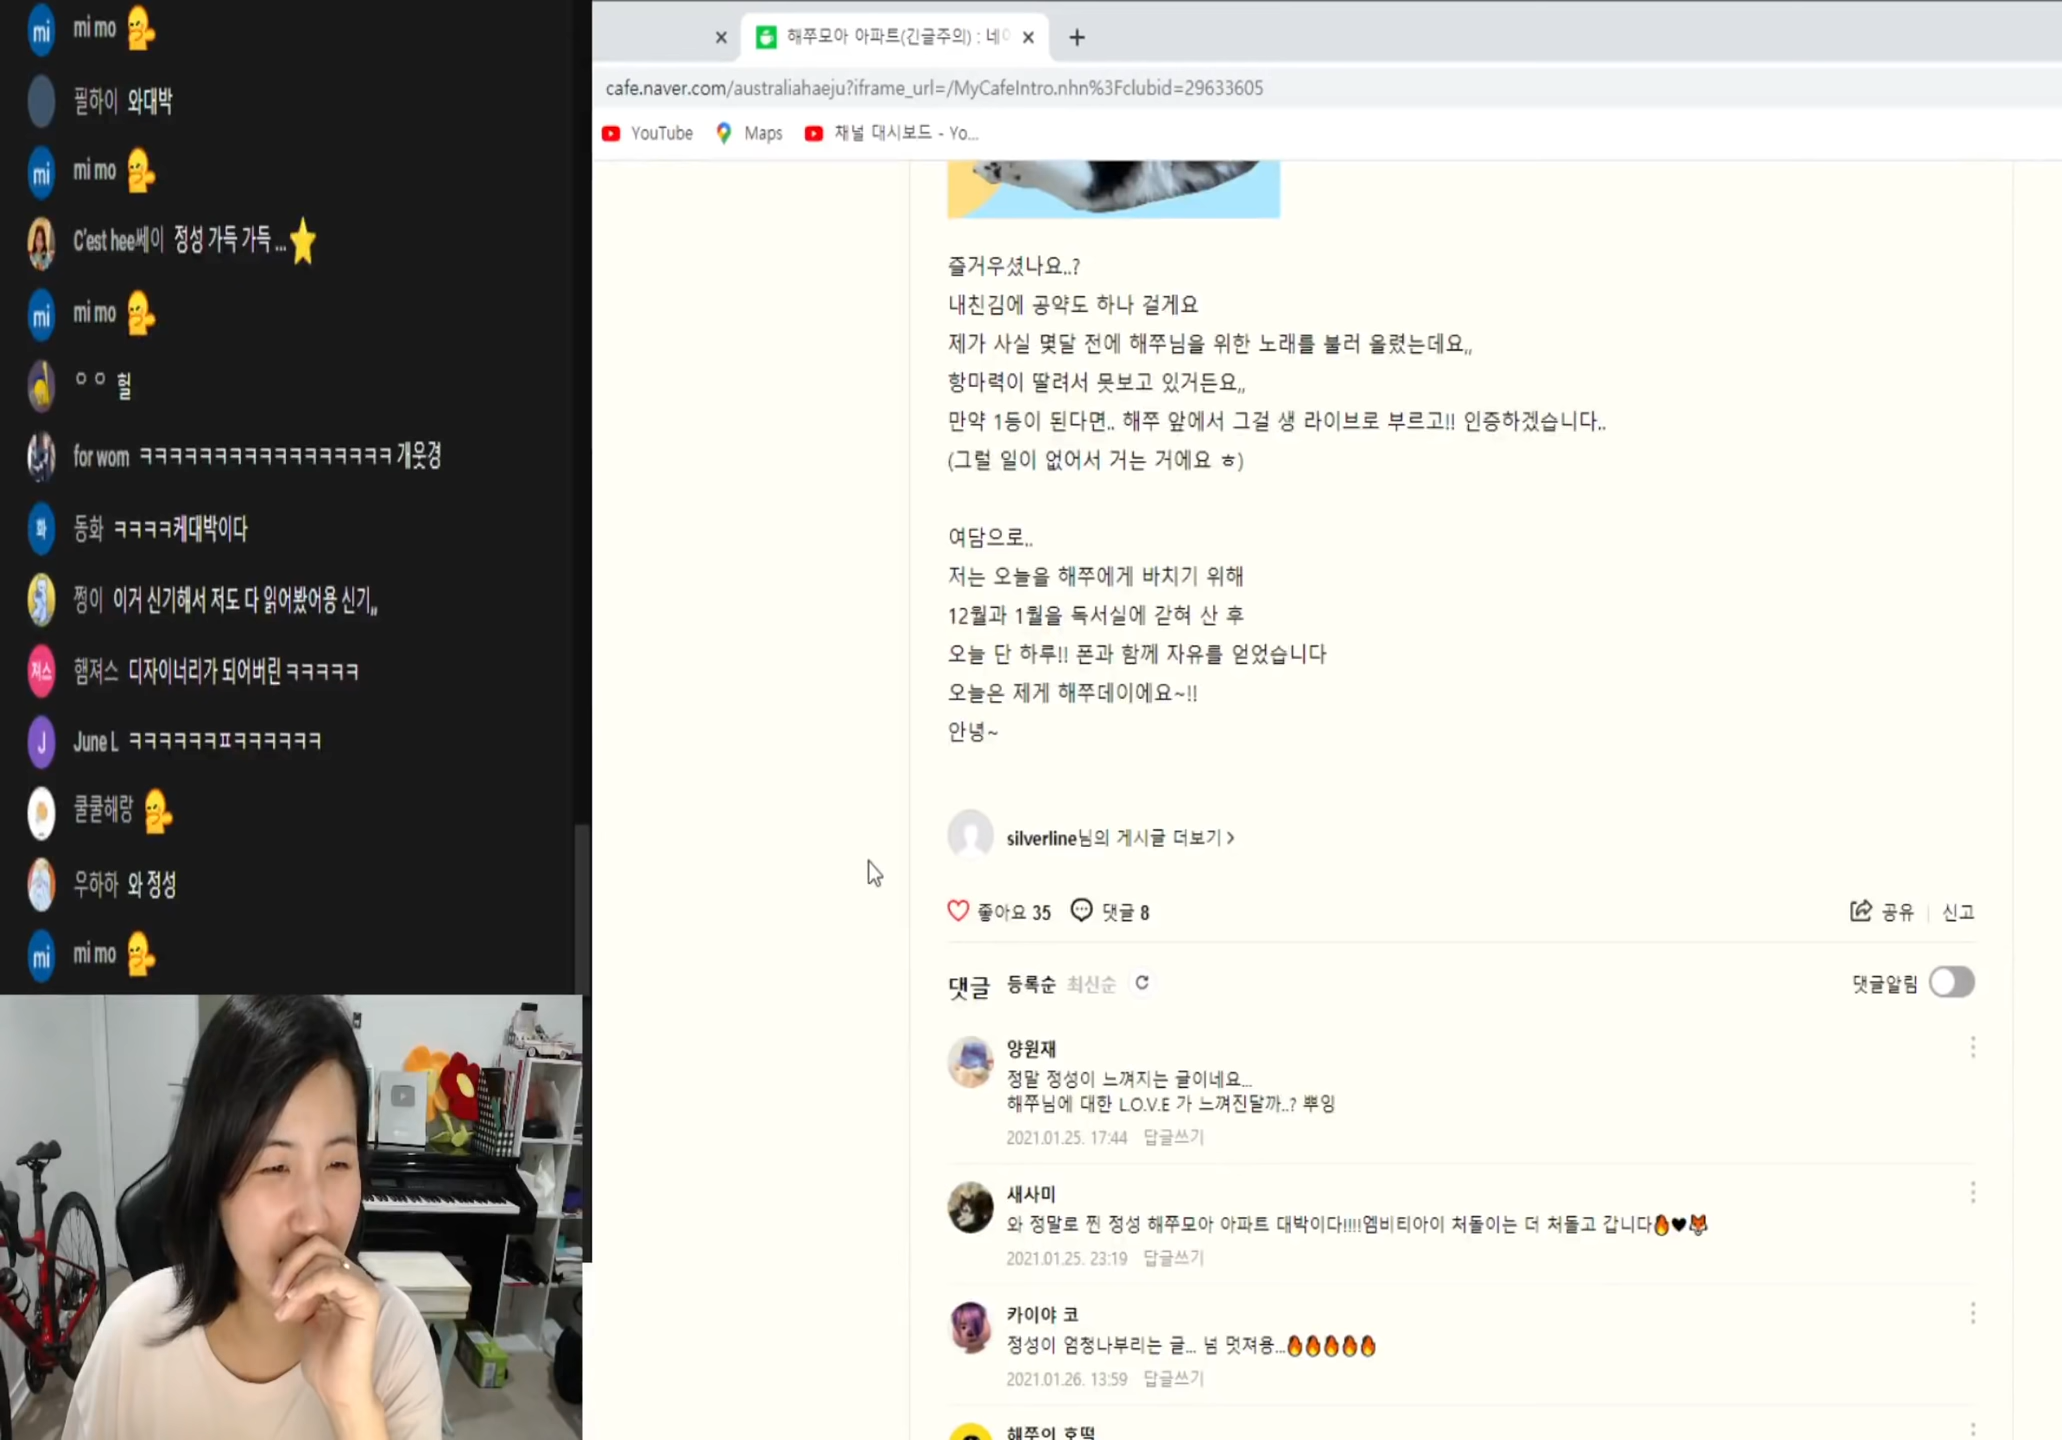 mi mo
필하이 와대박
mi mo
C'est hee쎄이 정성 가득 가득 ...
mi mo
ㅇ ㅇ 헐
for wom ㅋㅋㅋㅋㅋㅋㅋㅋㅋㅋㅋㅋㅋㅋㅋㅋㅋ 개웃경
동화 ㅋㅋㅋㅋ케대박이다
쩡이 이거 신기해서 저도 다 읽어봤어용 신기,,
햄져스 디자이너리가 되어버린 ㅋㅋㅋㅋㅋ
June L ㅋㅋㅋㅋㅋㅋㅍㅋㅋㅋㅋㅋㅋ
쿨쿨해랑
우하하 와 정성
mi mo
해쭈모아 아파트(긴글주의) : 네이
cafe.naver.com/australiahaeju?iframe_url=/MyCafeIntro.nhn%3Fclubid=29633605
YouTube Maps 채널 대시보드 - Yo...
즐거우셨나요..?
내친김에 공약도 하나 걸게요
제가 사실 몇달 전에 해쭈님을 위한 노래를 불러 올렸는데요,,
항마력이 딸려서 못보고 있거든요,,
만약 1등이 된다면.. 해쭈 앞에서 그걸 생 라이브로 부르고!! 인증하겠습니다..
(그럴 일이 없어서 거는 거에요 ㅎ)
여담으로..
저는 오늘을 해쭈에게 바치기 위해
12월과 1월을 독서실에 갇혀 산 후
오늘 단 하루!! 폰과 함께 자유를 얻었습니다
오늘은 제게 해쭈데이에요~!!
안녕~
silverline님의 게시글 더보기 >
좋아요 35 댓글 8
공유 신고
댓글 등록순 최신순
댓글알림
양원재
정말 정성이 느껴지는 글이네요...
해쭈님에 대한 L.O.V.E 가 느껴진달까..? 뿌잉
2021.01.25. 17:44 답글쓰기
새사미
와 정말로 찐 정성 해쭈모아 아파트 대박이다!!!!엠비티아이 처돌이는 더 처돌고 갑니다🔥🖤🦊
2021.01.25. 23:19 답글쓰기
카이야 코
정성이 엄청나부리는 글... 넘 멋져용...🔥🔥🔥🔥🔥
2021.01.26. 13:59 답글쓰기
해쭈의 호떡